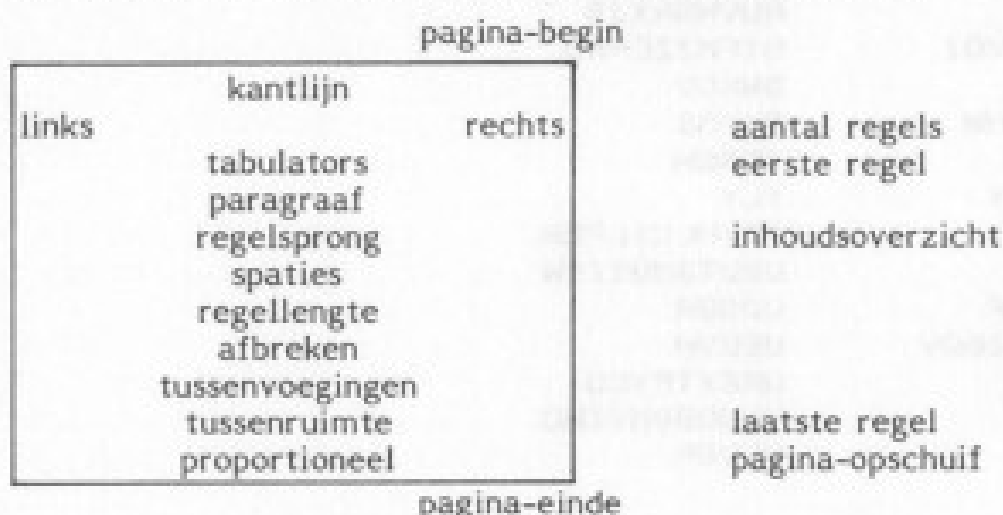 pagina-begin
kantlijn
links rechts aantal regels
tabulators eerste regel
paragraaf
regelsprong inhoudsoverzicht
spaties
regellengte
afbreken
tussenvoegingen
tussenruimte laatste regel
proportioneel pagina-opschuif
pagina-einde